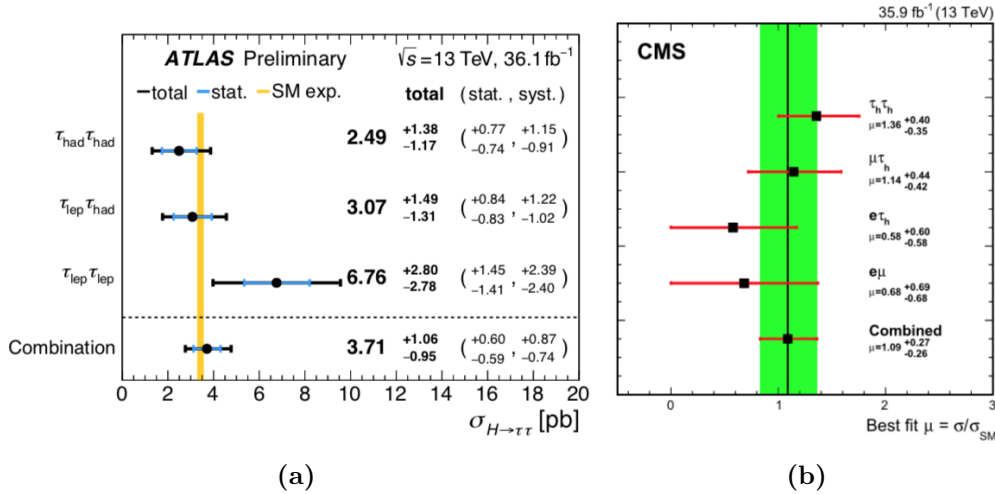 ATLAS Preliminary √s = 13 TeV, 36.1 fb⁻¹
total stat. SM exp. total (stat., syst.)
τhad τhad 2.49 +1.38 −1.17 ( +0.77 −0.74 , +1.15 −0.91 )
τlep τhad 3.07 +1.49 −1.31 ( +0.84 −0.83 , +1.22 −1.02 )
τlep τlep 6.76 +2.80 −2.78 ( +1.45 −1.41 , +2.39 −2.40 )
Combination 3.71 +1.06 −0.95 ( +0.60 −0.59 , +0.87 −0.74 )
0 2 4 6 8 10 12 14 16 18 20
σH→ττ [pb]
(a)
35.9 fb⁻¹ (13 TeV)
CMS
τhτh
μ=1.36 +0.40 -0.35
μτh
μ=1.14 +0.44 -0.42
eτh
μ=0.58 +0.60 -0.58
eμ
μ=0.68 +0.69 -0.68
Combined
μ=1.09 +0.27 -0.26
0 1 2 3
Best fit μ = σ/σSM
(b)